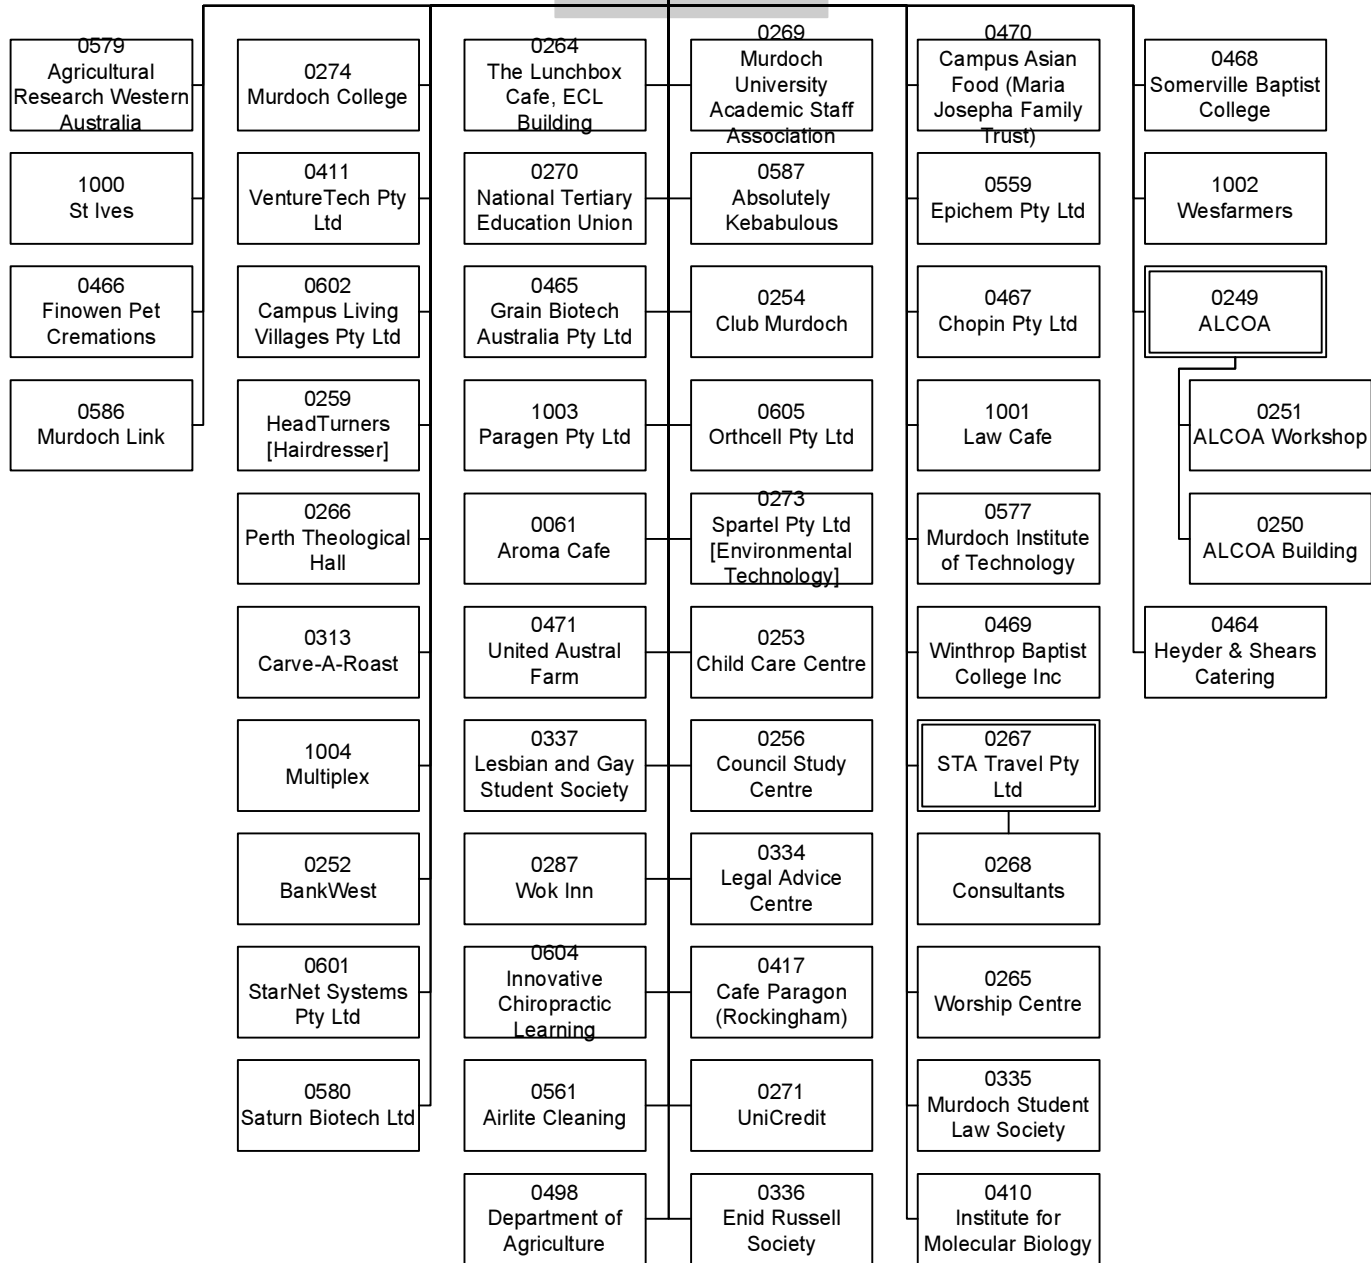 0579
Agricultural
Research Western
Australia
1000
St Ives
0466
Finowen Pet
Cremations
0586
Murdoch Link
0274
Murdoch College
0411
VentureTech Pty
Ltd
0602
Campus Living
Villages Pty Ltd
0259
HeadTurners
[Hairdresser]
0266
Perth Theological
Hall
0313
Carve-A-Roast
1004
Multiplex
0252
BankWest
0601
StarNet Systems
Pty Ltd
0580
Saturn Biotech Ltd
0264
The Lunchbox
Cafe, ECL
Building
0270
National Tertiary
Education Union
0465
Grain Biotech
Australia Pty Ltd
1003
Paragen Pty Ltd
0061
Aroma Cafe
0471
United Austral
Farm
0337
Lesbian and Gay
Student Society
0287
Wok Inn
0604
Innovative
Chiropractic
Learning
0561
Airlite Cleaning
0498
Department of
Agriculture
0269
Murdoch
University
Academic Staff
Association
0587
Absolutely
Kebabulous
0254
Club Murdoch
0605
Orthcell Pty Ltd
0273
Spartel Pty Ltd
[Environmental
Technology]
0253
Child Care Centre
0256
Council Study
Centre
0334
Legal Advice
Centre
0417
Cafe Paragon
(Rockingham)
0271
UniCredit
0336
Enid Russell
Society
0470
Campus Asian
Food (Maria
Josepha Family
Trust)
0559
Epichem Pty Ltd
0467
Chopin Pty Ltd
1001
Law Cafe
0577
Murdoch Institute
of Technology
0469
Winthrop Baptist
College Inc
0267
STA Travel Pty
Ltd
0268
Consultants
0265
Worship Centre
0335
Murdoch Student
Law Society
0410
Institute for
Molecular Biology
0468
Somerville Baptist
College
1002
Wesfarmers
0249
ALCOA
0251
ALCOA Workshop
0250
ALCOA Building
0464
Heyder & Shears
Catering